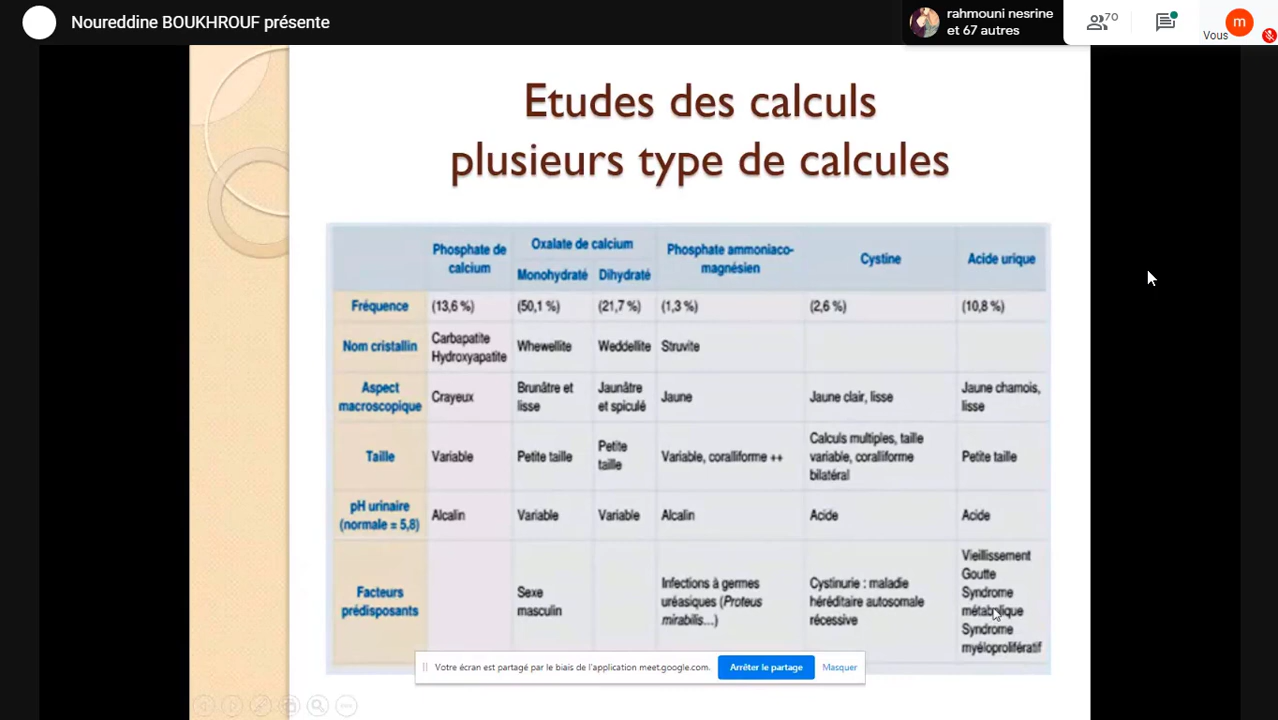 Noureddine BOUKHROUF présente
rahmouni nesrine
et 67 autres
70
m
Vous
Etudes des calculs
plusieurs type de calcules
Phosphate de
calcium
Oxalate de calcium
Monohydraté
Dihydraté
Phosphate ammoniaco-
magnésien
Cystine
Acide urique
Fréquence
(13,6 %)
(50,1 %)
(21,7 %)
(1,3 %)
(2,6 %)
(10,8 %)
Nom cristallin
Carbapatite
Hydroxyapatite
Whewellite
Weddellite
Struvite
Aspect
macroscopique
Crayeux
Brunâtre et
lisse
Jaunâtre
et spiculé
Jaune
Jaune clair, lisse
Jaune chamois,
lisse
Taille
Variable
Petite taille
Petite
taille
Variable, coralliforme ++
Calculs multiples, taille
variable, coralliforme
bilatéral
Petite taille
pH urinaire
(normale = 5,8)
Alcalin
Variable
Variable
Alcalin
Acide
Acide
Facteurs
prédisposants
Sexe
masculin
Infections à germes
uréasiques (Proteus
mirabilis...)
Cystinurie : maladie
héréditaire autosomale
récessive
Vieillissement
Goutte
Syndrome
métabolique
Syndrome
myéloprolifératif
Votre écran est partagé par le biais de l'application meet.google.com.
Arrêter le partage
Masquer